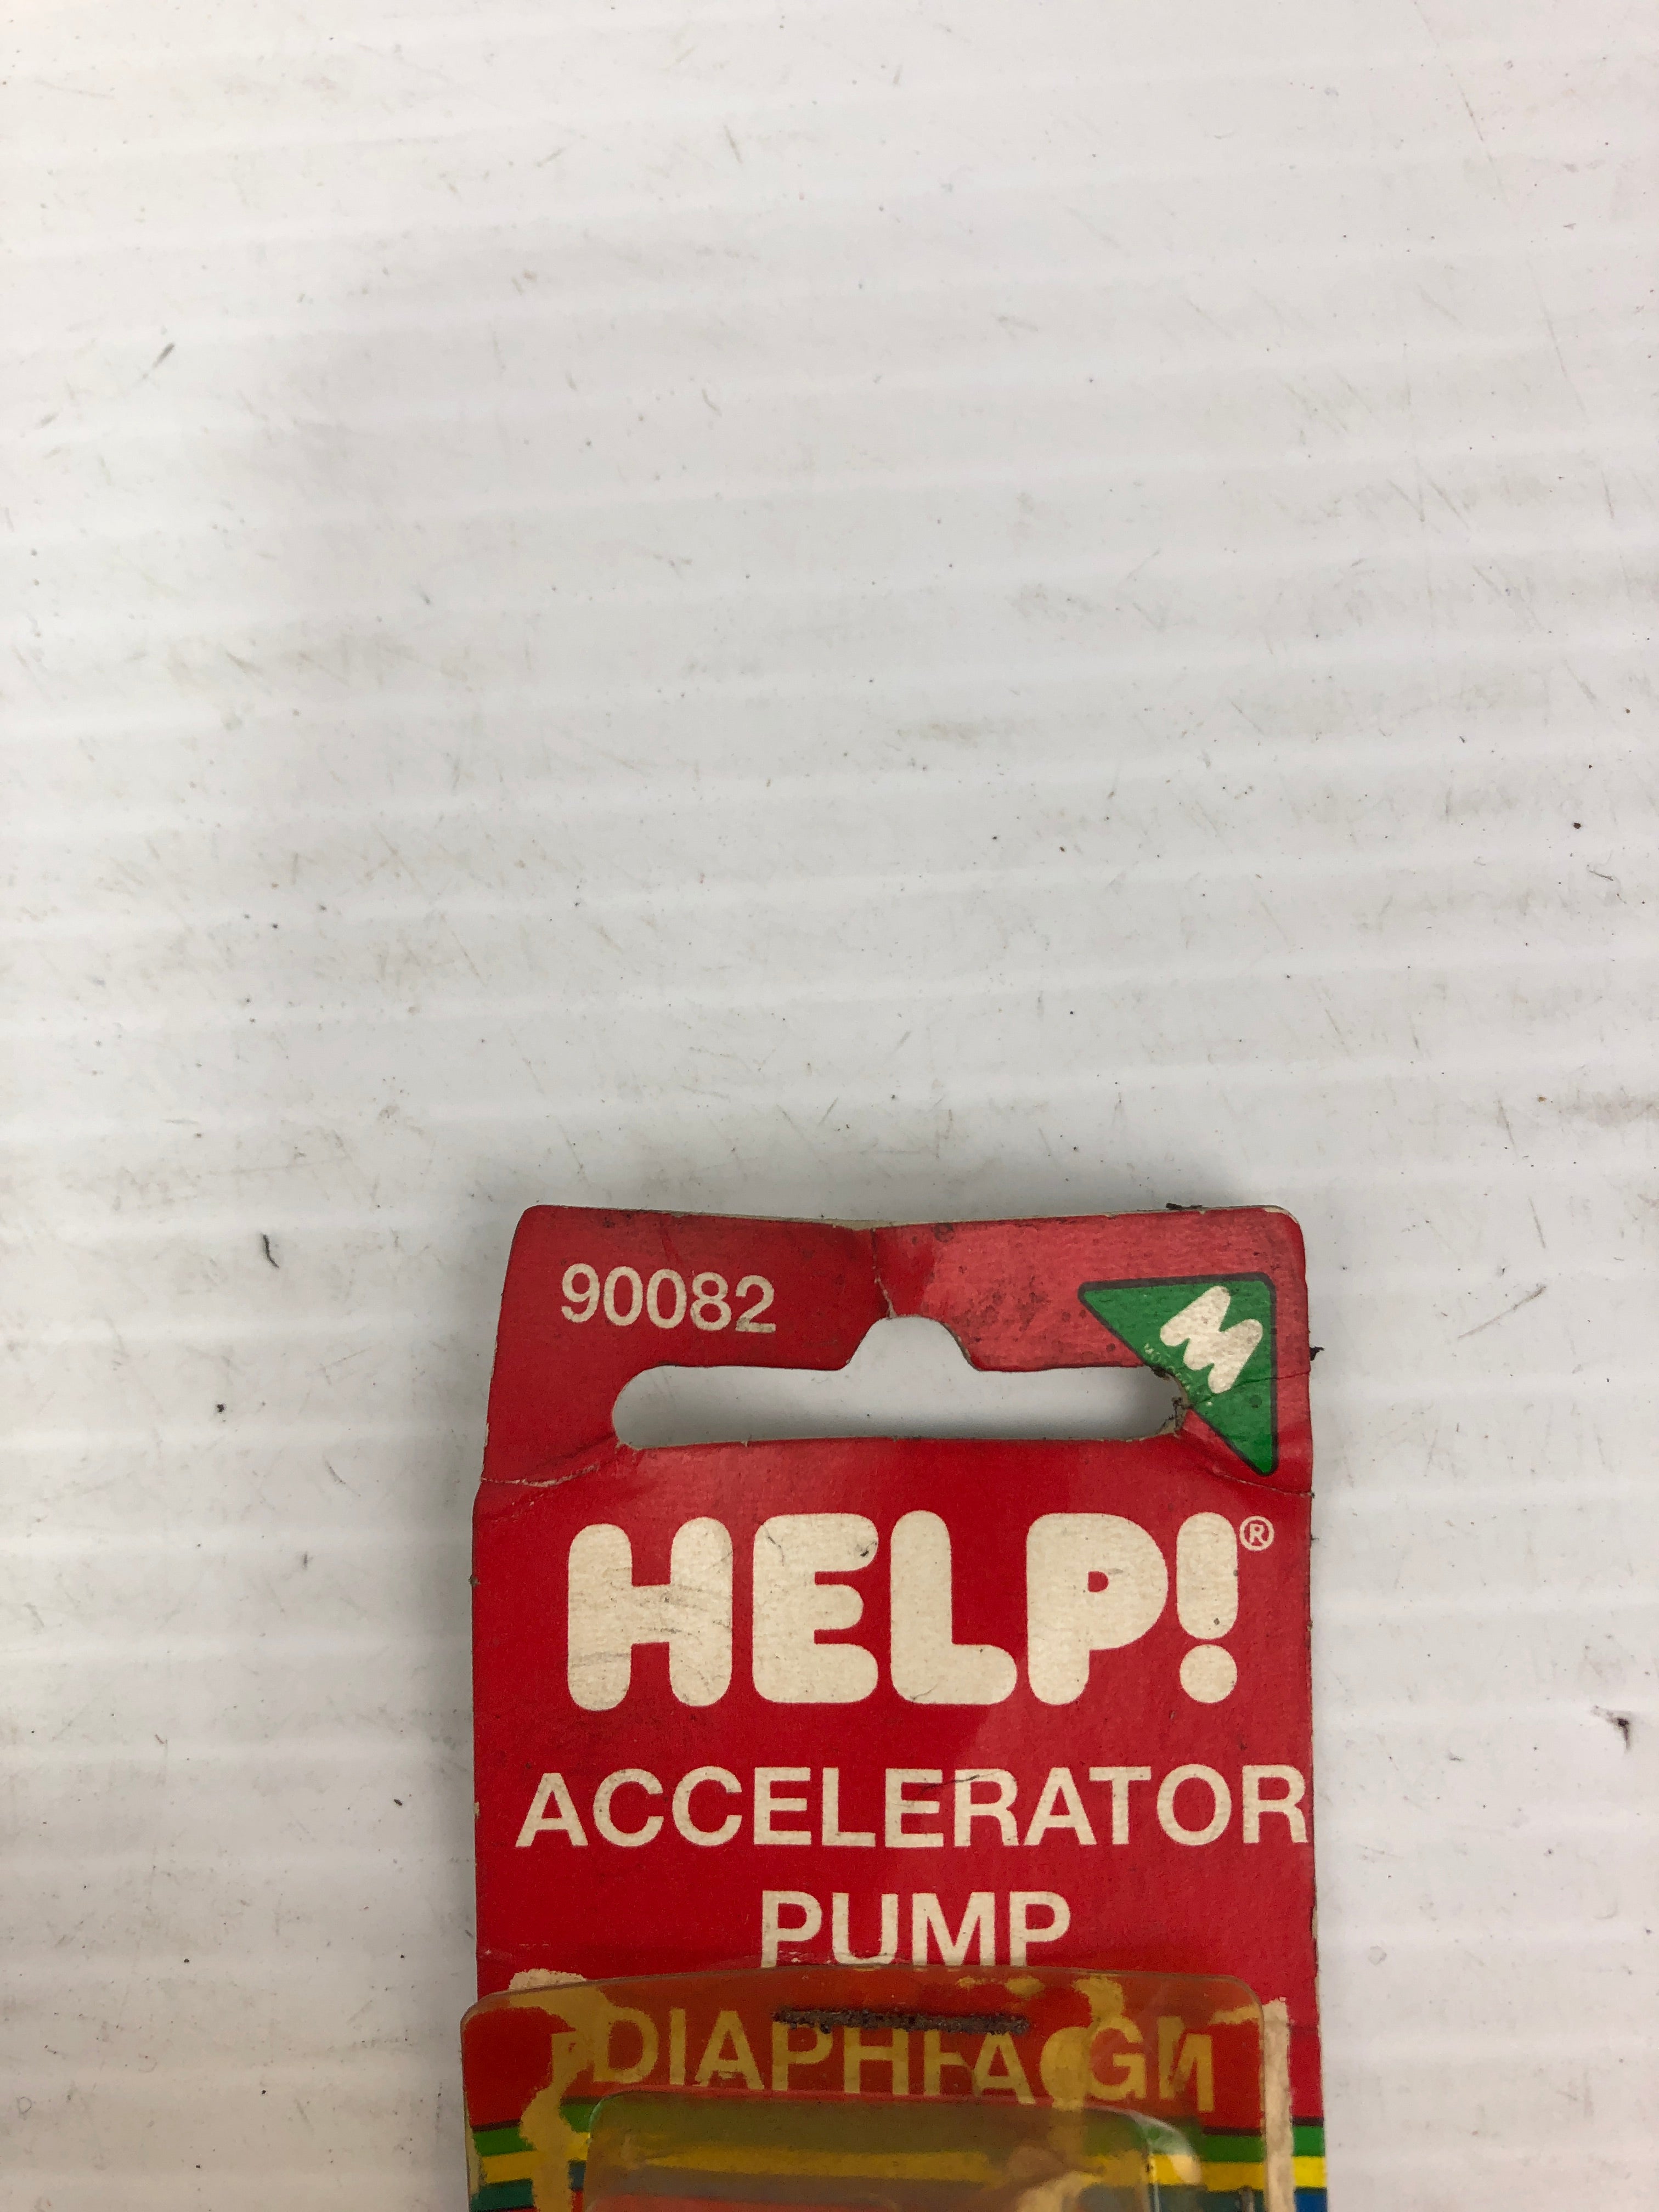 90082
M
HELP!®
ACCELERATOR
PUMP
DIAPHRAGM